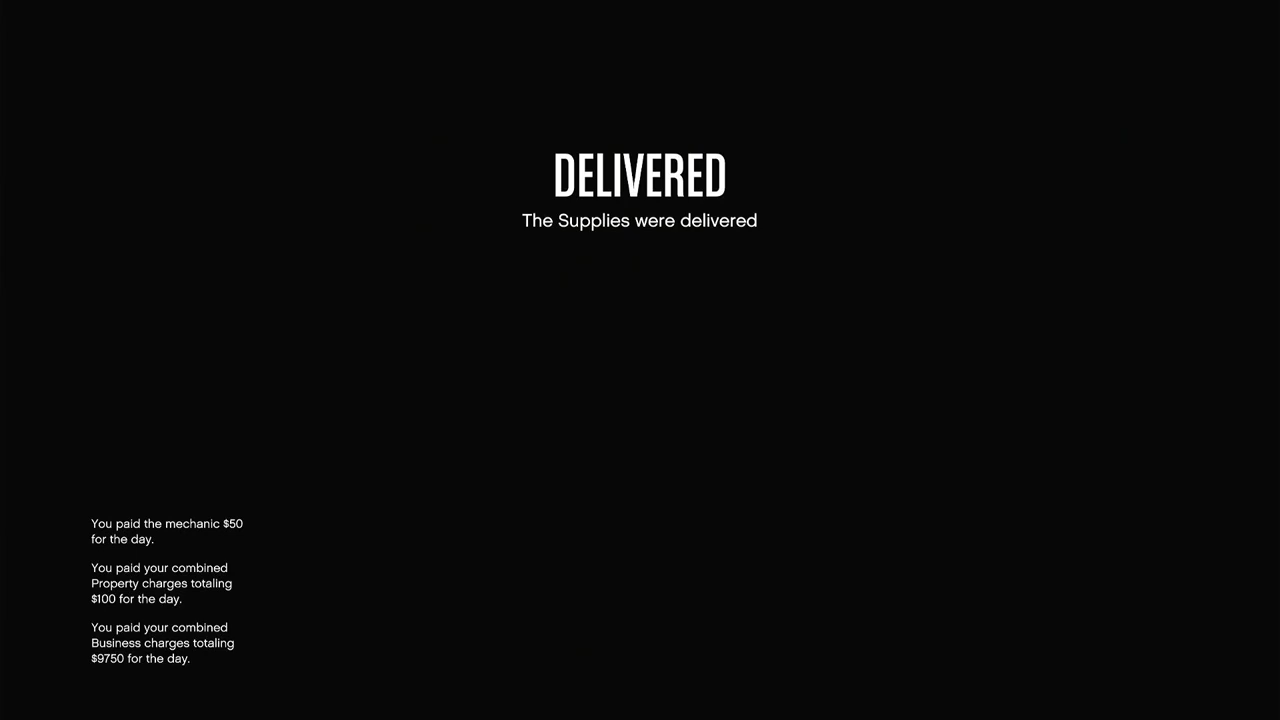 DELIVERED
The Supplies were delivered
You paid the mechanic $50
for the day.
You paid your combined
Property charges totaling
$100 for the day.
You paid your combined
Business charges totaling
$9750 for the day.